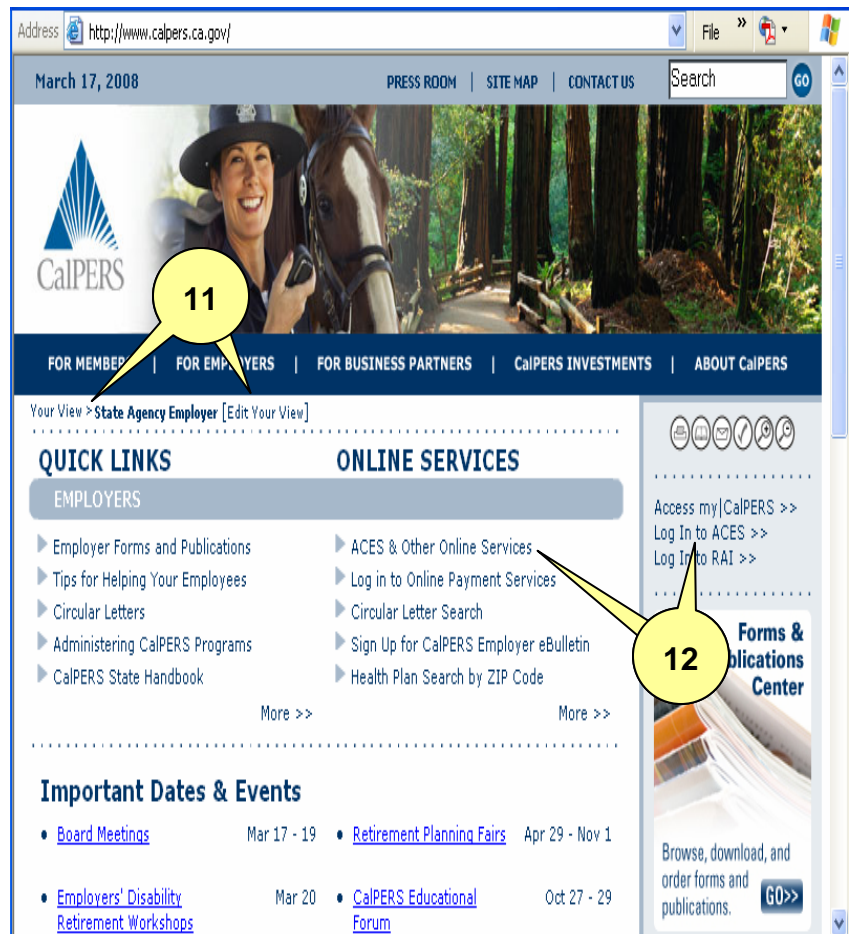 Address http://www.calpers.ca.gov/ File »
March 17, 2008 PRESS ROOM | SITE MAP | CONTACT US Search GO
CalPERS
11
FOR MEMBERS | FOR EMPLOYERS | FOR BUSINESS PARTNERS | CalPERS INVESTMENTS | ABOUT CalPERS
Your View > State Agency Employer [Edit Your View]
QUICK LINKS
ONLINE SERVICES
EMPLOYERS
Employer Forms and Publications
Tips for Helping Your Employees
Circular Letters
Administering CalPERS Programs
CalPERS State Handbook
More >>
ACES & Other Online Services
Log in to Online Payment Services
Circular Letter Search
Sign Up for CalPERS Employer eBulletin
Health Plan Search by ZIP Code
More >>
Access my|CalPERS >>
Log In to ACES >>
Log In to RAI >>
12
Forms &
Publications
Center
Browse, download, and
order forms and
publications.
GO>>
Important Dates & Events
• Board Meetings Mar 17 - 19
• Employers' Disability Mar 20
Retirement Workshops
• Retirement Planning Fairs Apr 29 - Nov 1
• CalPERS Educational Oct 27 - 29
Forum